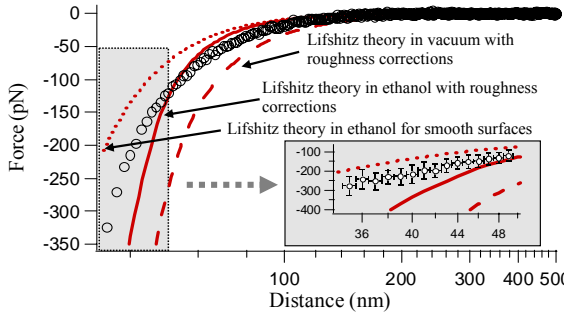 0
-50
-100
-150
-200
-250
-300
-350
Force (pN)
Lifshitz theory in vacuum with
roughness corrections
Lifshitz theory in ethanol with roughness
corrections
Lifshitz theory in ethanol for smooth surfaces
-100
-200
-300
-400
36 40 44 48
100 200 300 400 500
Distance (nm)